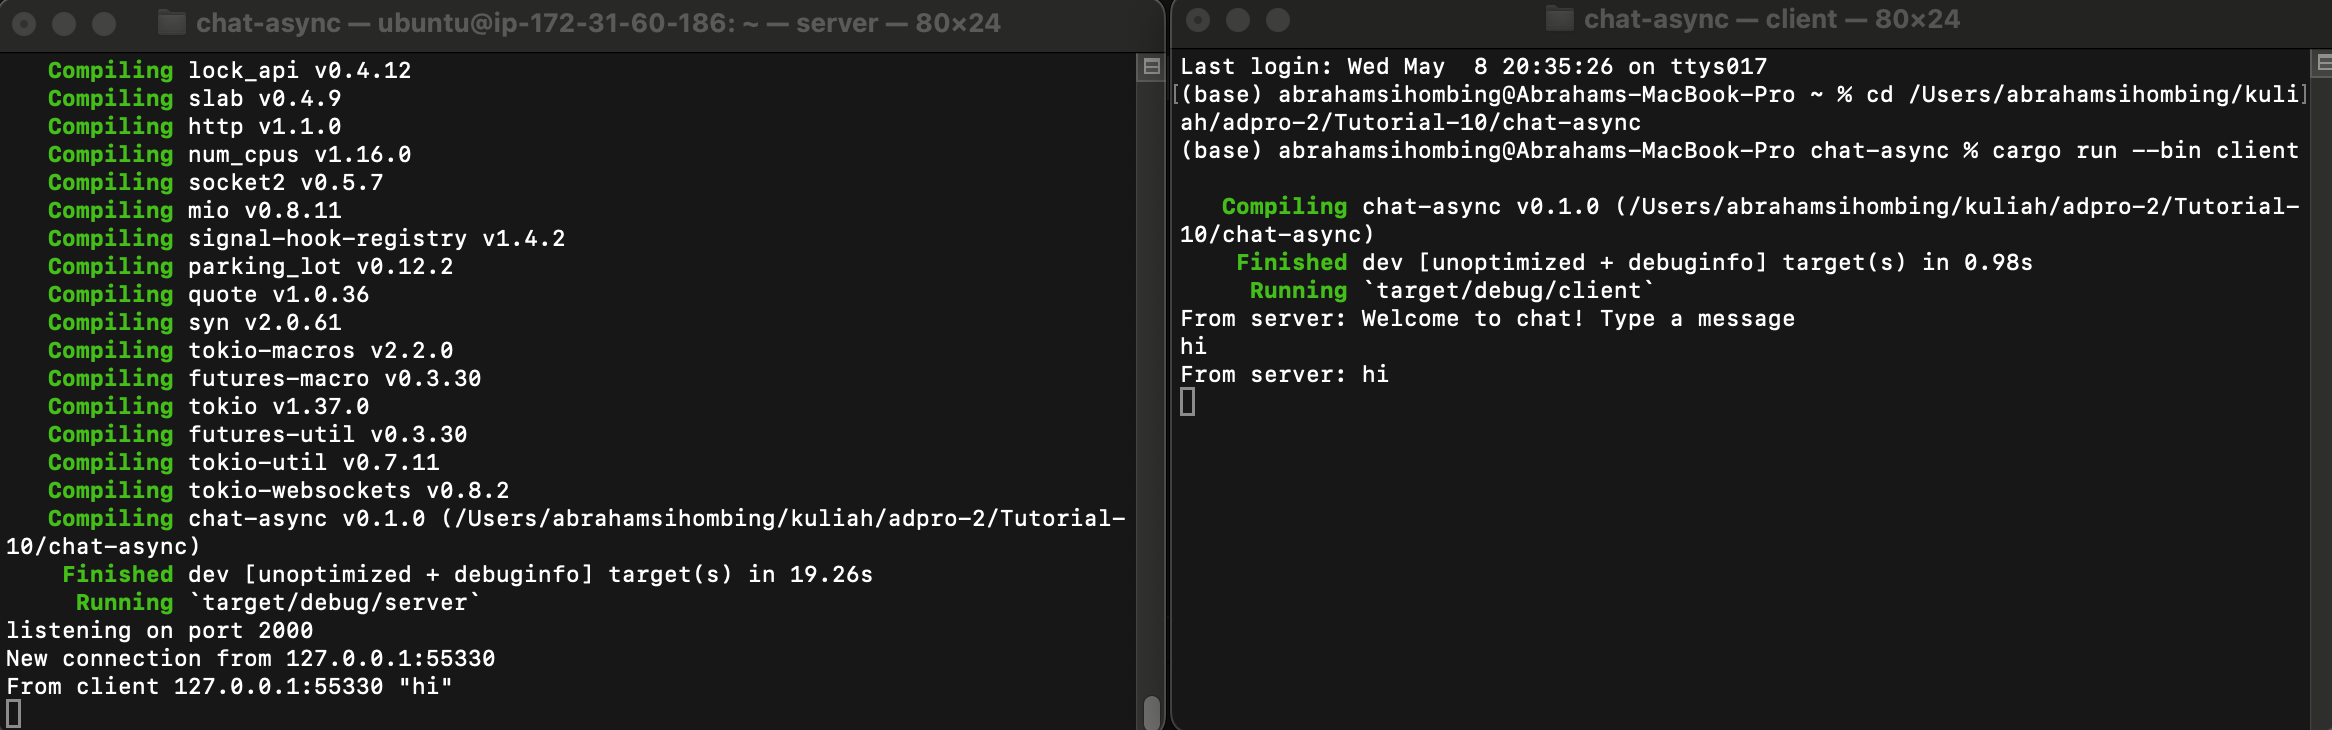 chat-async — ubuntu@ip-172-31-60-186: ~ — server — 80×24
Compiling lock_api v0.4.12
Compiling slab v0.4.9
Compiling http v1.1.0
Compiling num_cpus v1.16.0
Compiling socket2 v0.5.7
Compiling mio v0.8.11
Compiling signal-hook-registry v1.4.2
Compiling parking_lot v0.12.2
Compiling quote v1.0.36
Compiling syn v2.0.61
Compiling tokio-macros v2.2.0
Compiling futures-macro v0.3.30
Compiling tokio v1.37.0
Compiling futures-util v0.3.30
Compiling tokio-util v0.7.11
Compiling tokio-websockets v0.8.2
Compiling chat-async v0.1.0 (/Users/abrahamsihombing/kuliah/adpro-2/Tutorial-
10/chat-async)
Finished dev [unoptimized + debuginfo] target(s) in 19.26s
Running `target/debug/server`
listening on port 2000
New connection from 127.0.0.1:55330
From client 127.0.0.1:55330 "hi"
chat-async — client — 80×24
Last login: Wed May  8 20:35:26 on ttys017
[(base) abrahamsihombing@Abrahams-MacBook-Pro ~ % cd /Users/abrahamsihombing/kuli]
ah/adpro-2/Tutorial-10/chat-async
(base) abrahamsihombing@Abrahams-MacBook-Pro chat-async % cargo run --bin client
Compiling chat-async v0.1.0 (/Users/abrahamsihombing/kuliah/adpro-2/Tutorial-
10/chat-async)
Finished dev [unoptimized + debuginfo] target(s) in 0.98s
Running `target/debug/client`
From server: Welcome to chat! Type a message
hi
From server: hi